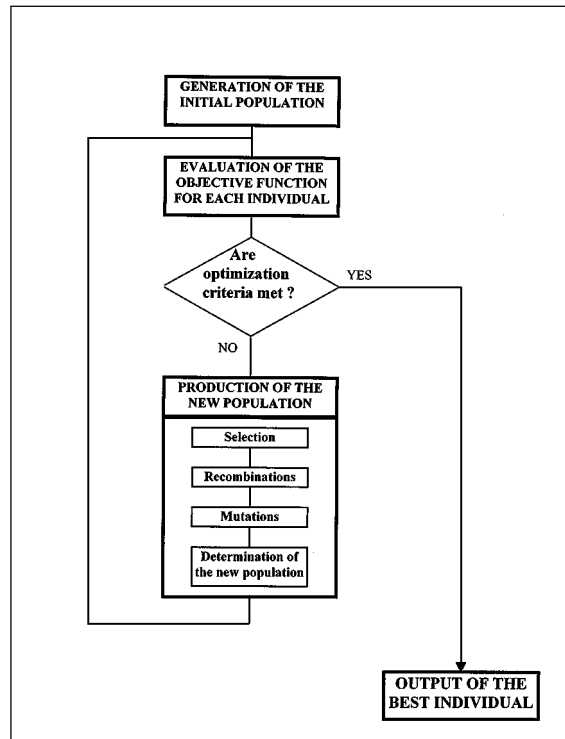 GENERATION OF THE
INITIAL POPULATION
EVALUATION OF THE
OBJECTIVE FUNCTION
FOR EACH INDIVIDUAL
Are
optimization
criteria met ?
YES
NO
PRODUCTION OF THE
NEW POPULATION
Selection
Recombinations
Mutations
Determination of
the new population
OUTPUT OF THE
BEST INDIVIDUAL